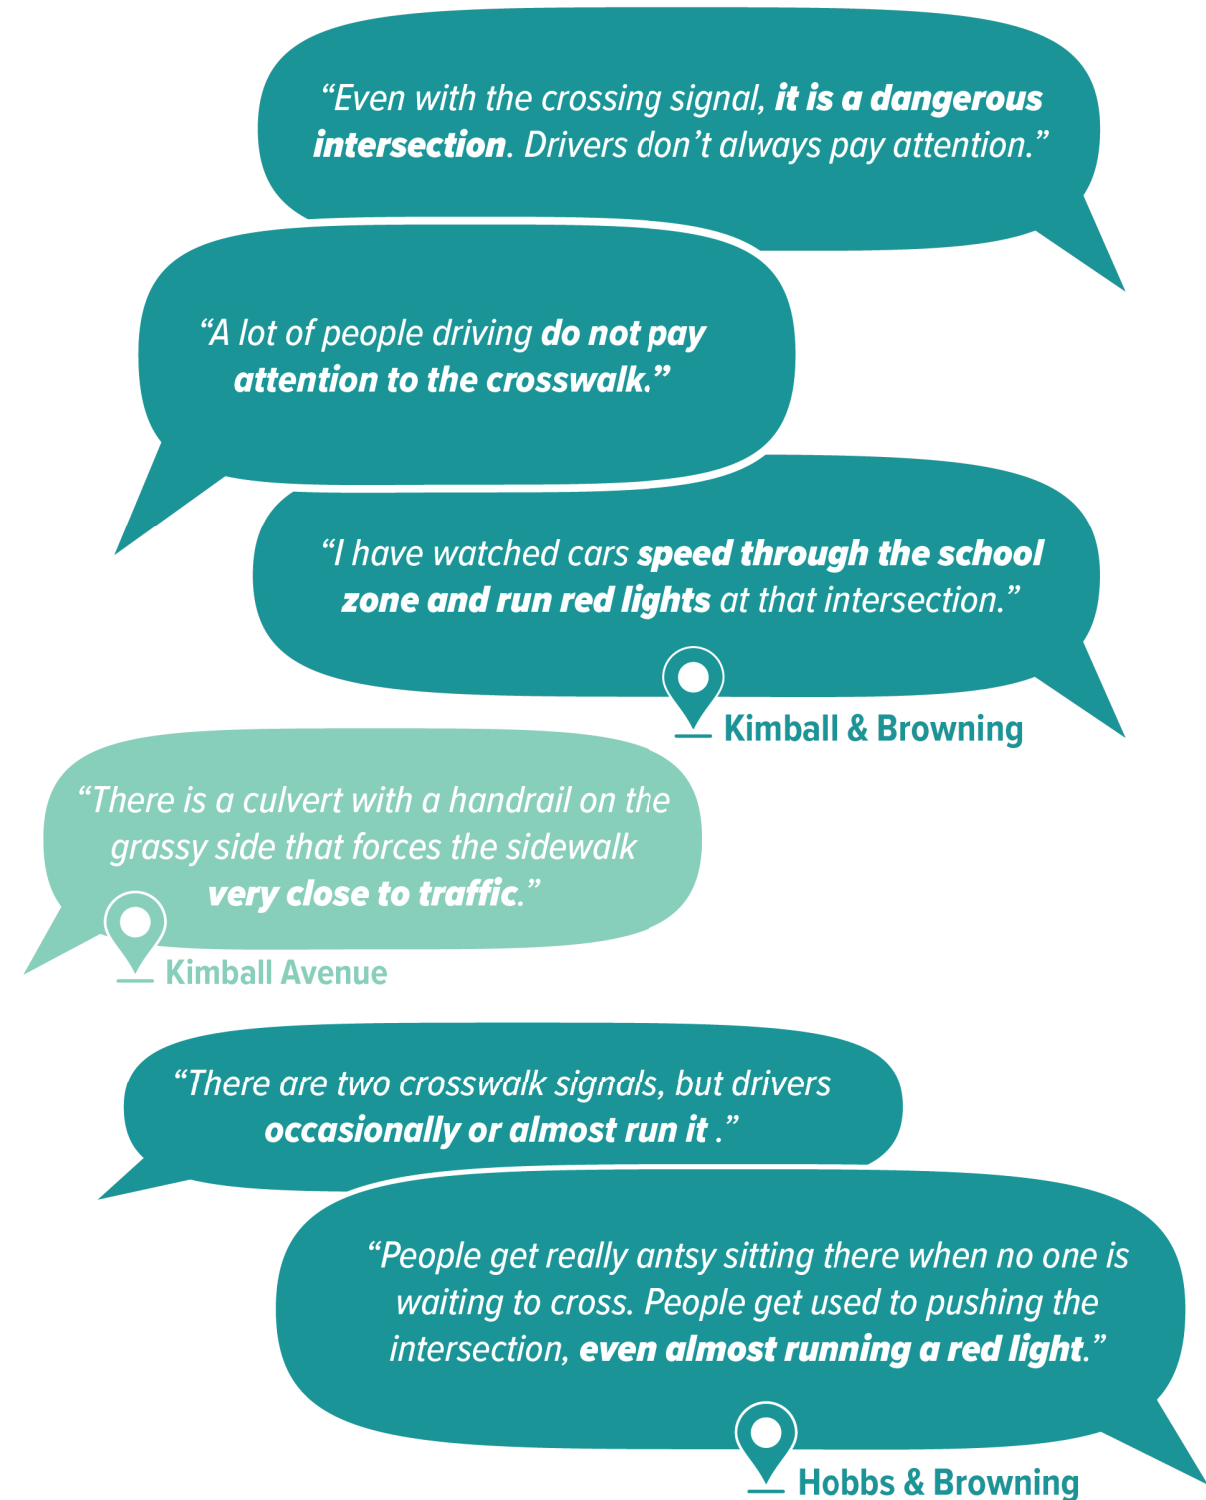 “Even with the crossing signal, it is a dangerous
intersection. Drivers don’t always pay attention.”
“A lot of people driving do not pay
attention to the crosswalk.”
“I have watched cars speed through the school
zone and run red lights at that intersection.”
Kimball & Browning
“There is a culvert with a handrail on the
grassy side that forces the sidewalk
very close to traffic.”
Kimball Avenue
“There are two crosswalk signals, but drivers
occasionally or almost run it .”
“People get really antsy sitting there when no one is
waiting to cross. People get used to pushing the
intersection, even almost running a red light.”
Hobbs & Browning